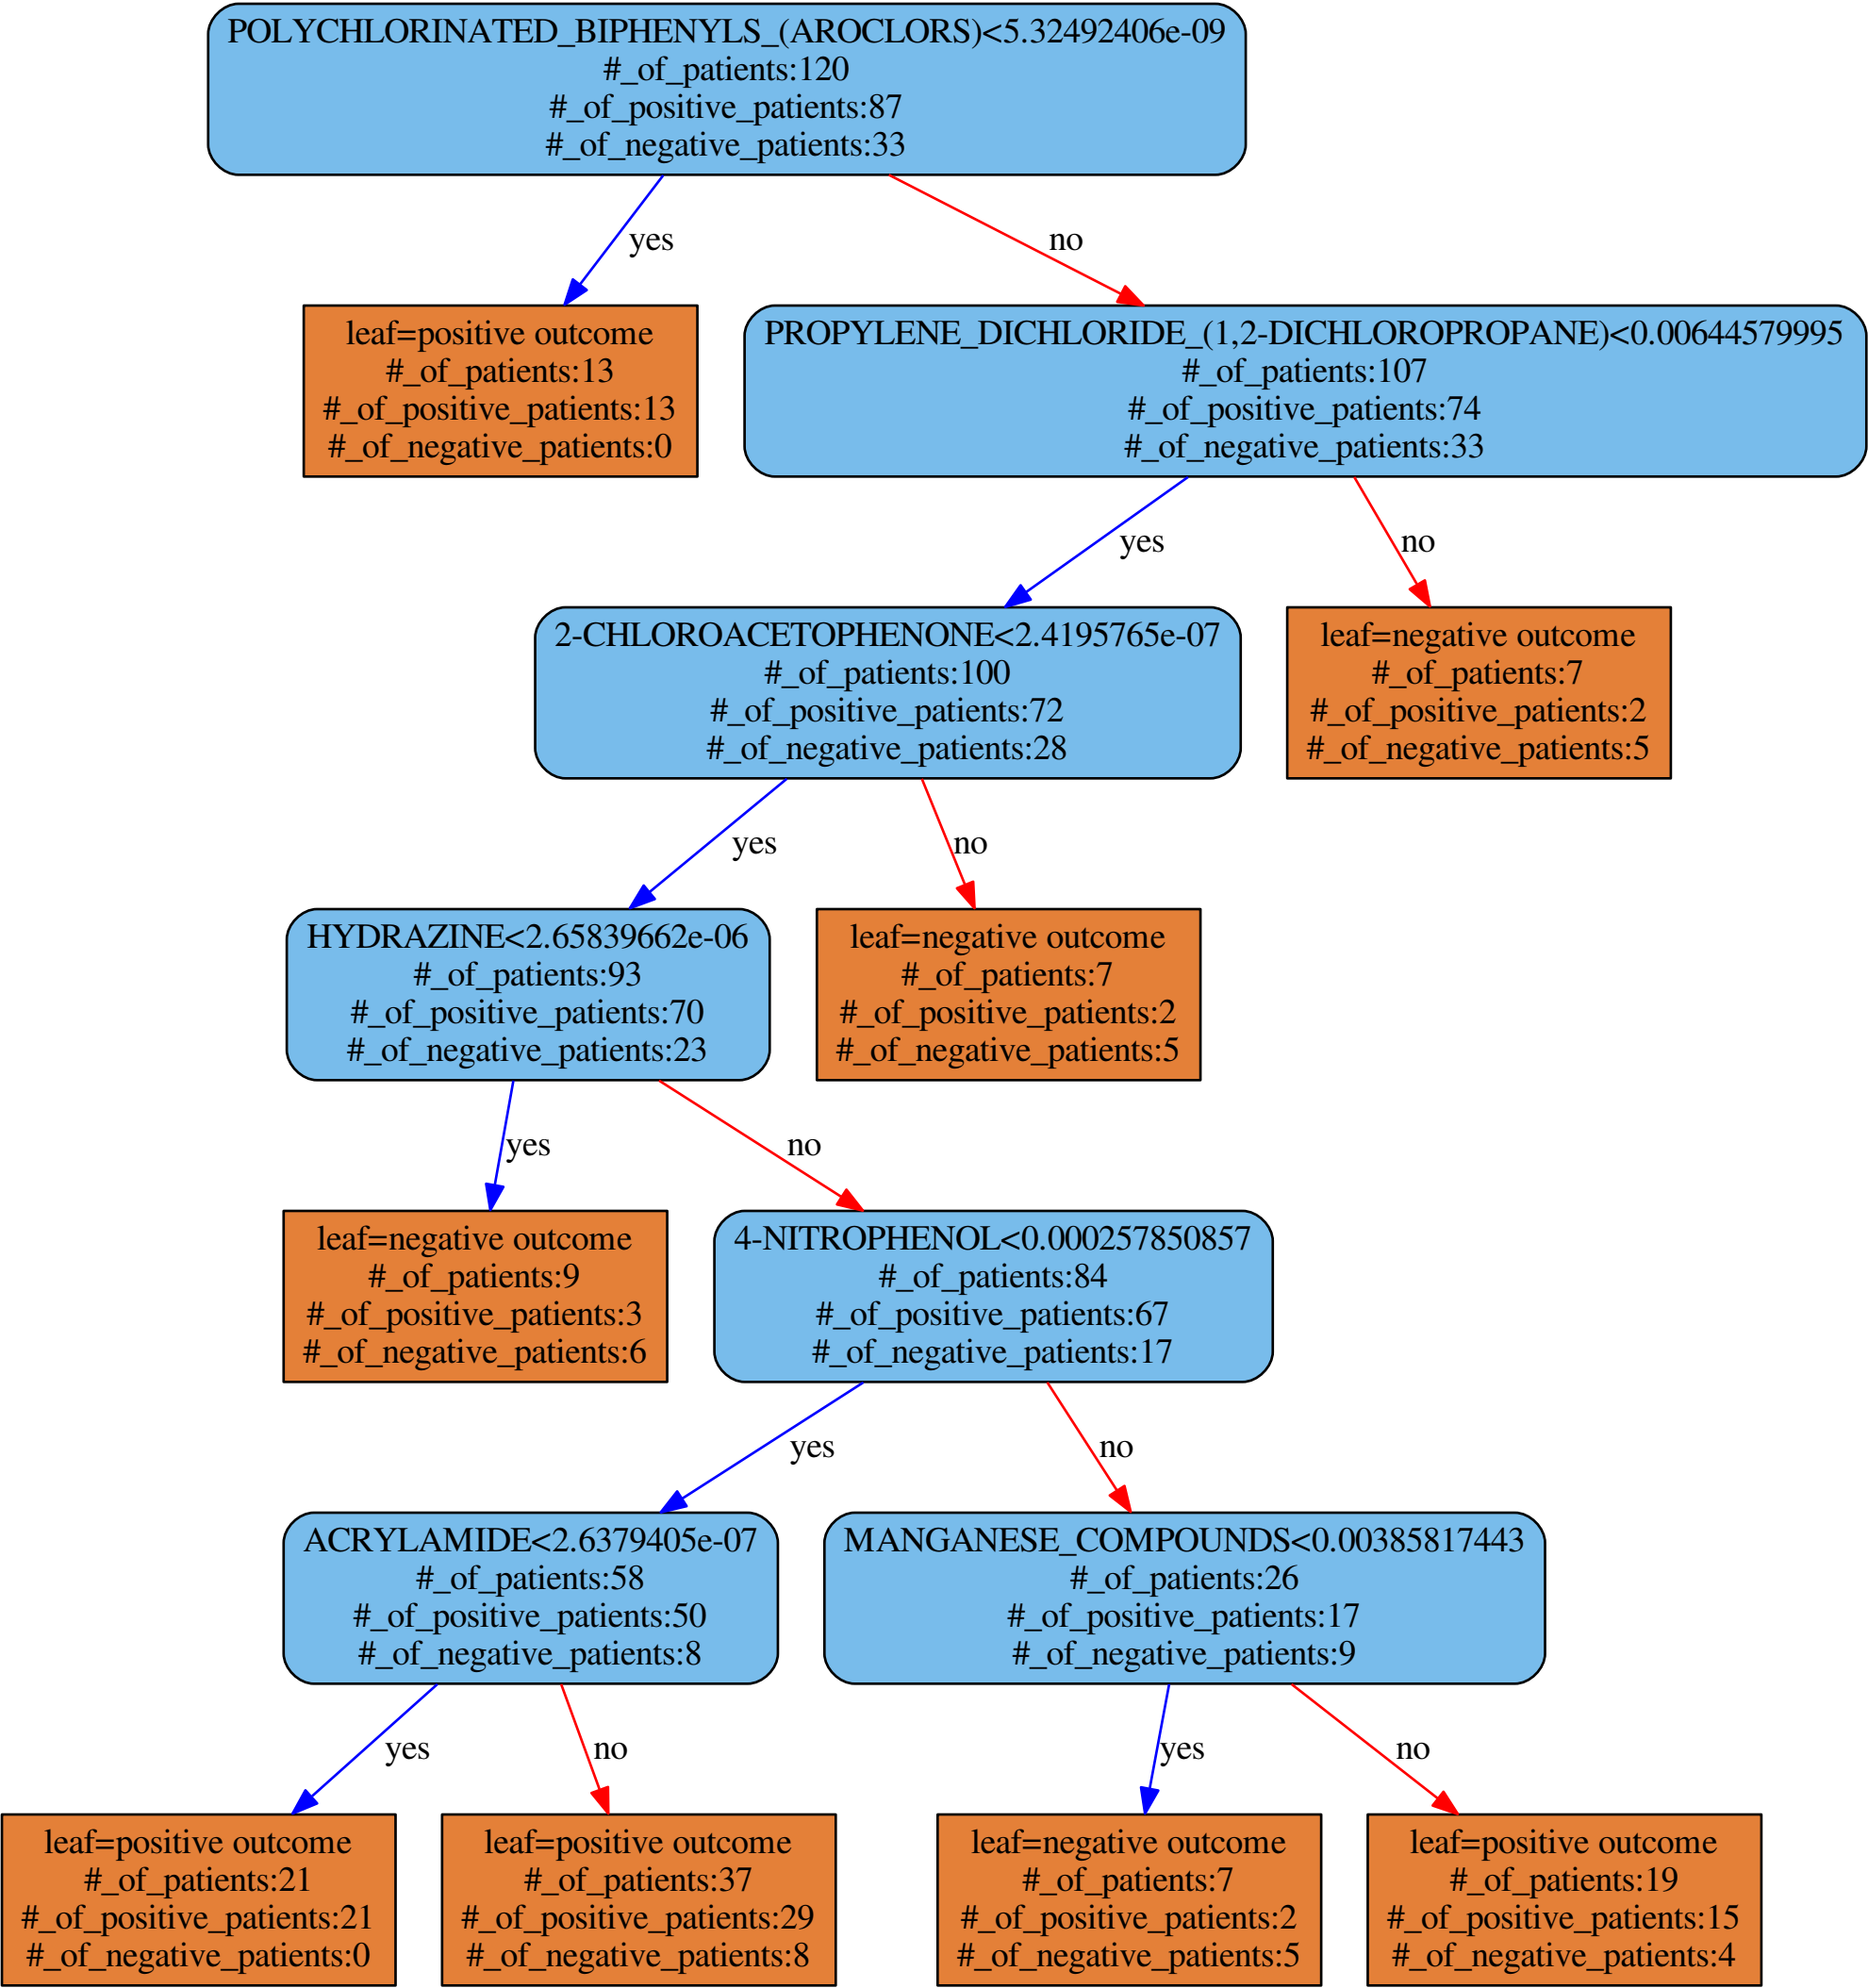 POLYCHLORINATED_BIPHENYLS_(AROCLORS)<5.32492406e-09
#_of_patients:120
#_of_positive_patients:87
#_of_negative_patients:33
yes
no
leaf=positive outcome
#_of_patients:13
#_of_positive_patients:13
#_of_negative_patients:0
PROPYLENE_DICHLORIDE_(1,2-DICHLOROPROPANE)<0.00644579995
#_of_patients:107
#_of_positive_patients:74
#_of_negative_patients:33
yes
no
2-CHLOROACETOPHENONE<2.4195765e-07
#_of_patients:100
#_of_positive_patients:72
#_of_negative_patients:28
leaf=negative outcome
#_of_patients:7
#_of_positive_patients:2
#_of_negative_patients:5
yes
no
HYDRAZINE<2.65839662e-06
#_of_patients:93
#_of_positive_patients:70
#_of_negative_patients:23
leaf=negative outcome
#_of_patients:7
#_of_positive_patients:2
#_of_negative_patients:5
yes
no
leaf=negative outcome
#_of_patients:9
#_of_positive_patients:3
#_of_negative_patients:6
4-NITROPHENOL<0.000257850857
#_of_patients:84
#_of_positive_patients:67
#_of_negative_patients:17
yes
no
ACRYLAMIDE<2.6379405e-07
#_of_patients:58
#_of_positive_patients:50
#_of_negative_patients:8
MANGANESE_COMPOUNDS<0.00385817443
#_of_patients:26
#_of_positive_patients:17
#_of_negative_patients:9
yes
no
yes
no
leaf=positive outcome
#_of_patients:21
#_of_positive_patients:21
#_of_negative_patients:0
leaf=positive outcome
#_of_patients:37
#_of_positive_patients:29
#_of_negative_patients:8
leaf=negative outcome
#_of_patients:7
#_of_positive_patients:2
#_of_negative_patients:5
leaf=positive outcome
#_of_patients:19
#_of_positive_patients:15
#_of_negative_patients:4